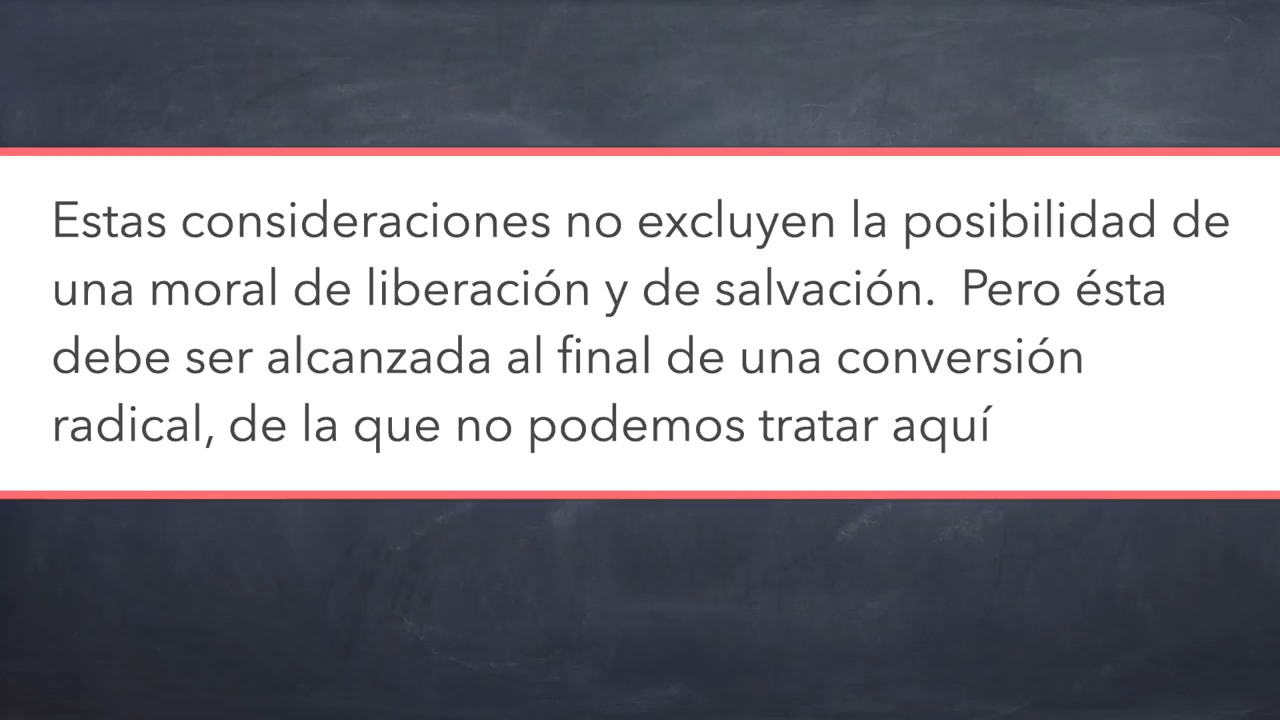 Estas consideraciones no excluyen la posibilidad de
una moral de liberación y de salvación.  Pero ésta
debe ser alcanzada al final de una conversión
radical, de la que no podemos tratar aquí